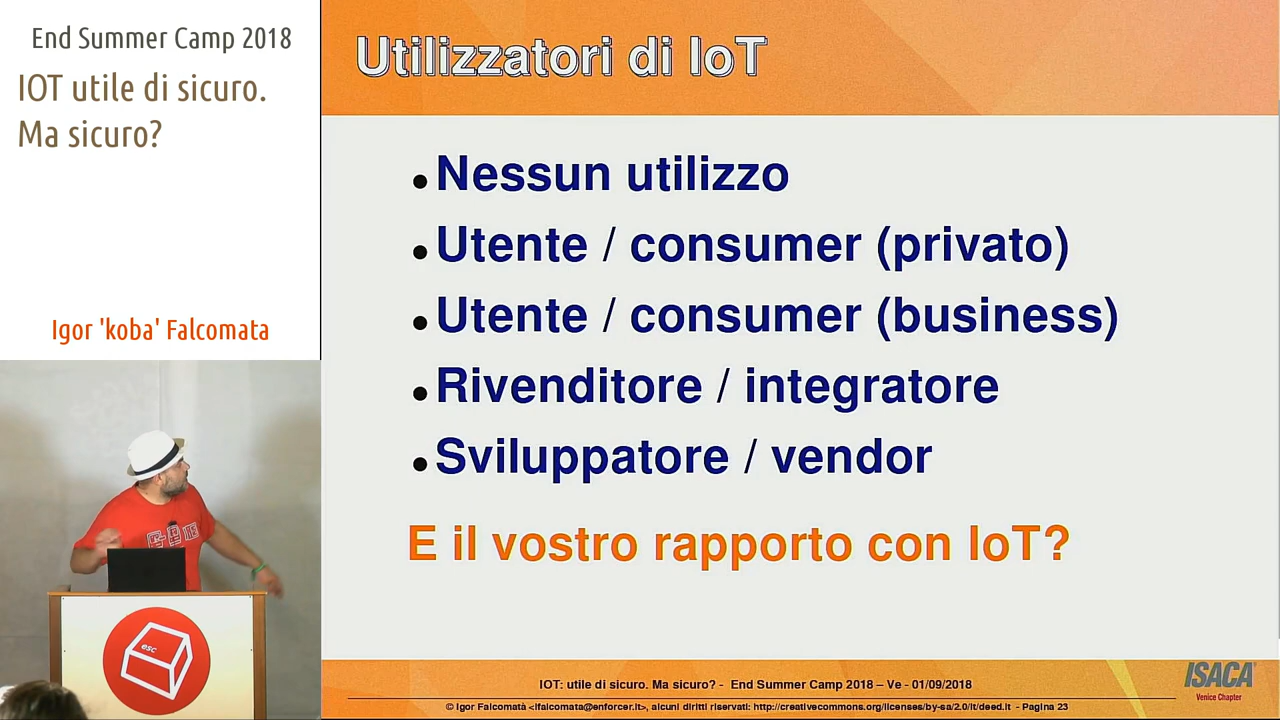 End Summer Camp 2018
IOT utile di sicuro.
Ma sicuro?
Igor 'koba' Falcomata
esc
Utilizzatori di IoT
Nessun utilizzo
Utente / consumer (privato)
Utente / consumer (business)
Rivenditore / integratore
Sviluppatore / vendor
E il vostro rapporto con IoT?
IOT: utile di sicuro. Ma sicuro? - End Summer Camp 2018 – Ve - 01/09/2018
© Igor Falcomatà <ifalcomata@enforcer.it>, alcuni diritti riservati: http://creativecommons.org/licenses/by-sa/2.0/it/deed.it - Pagina 23
ISACA
Venice Chapter